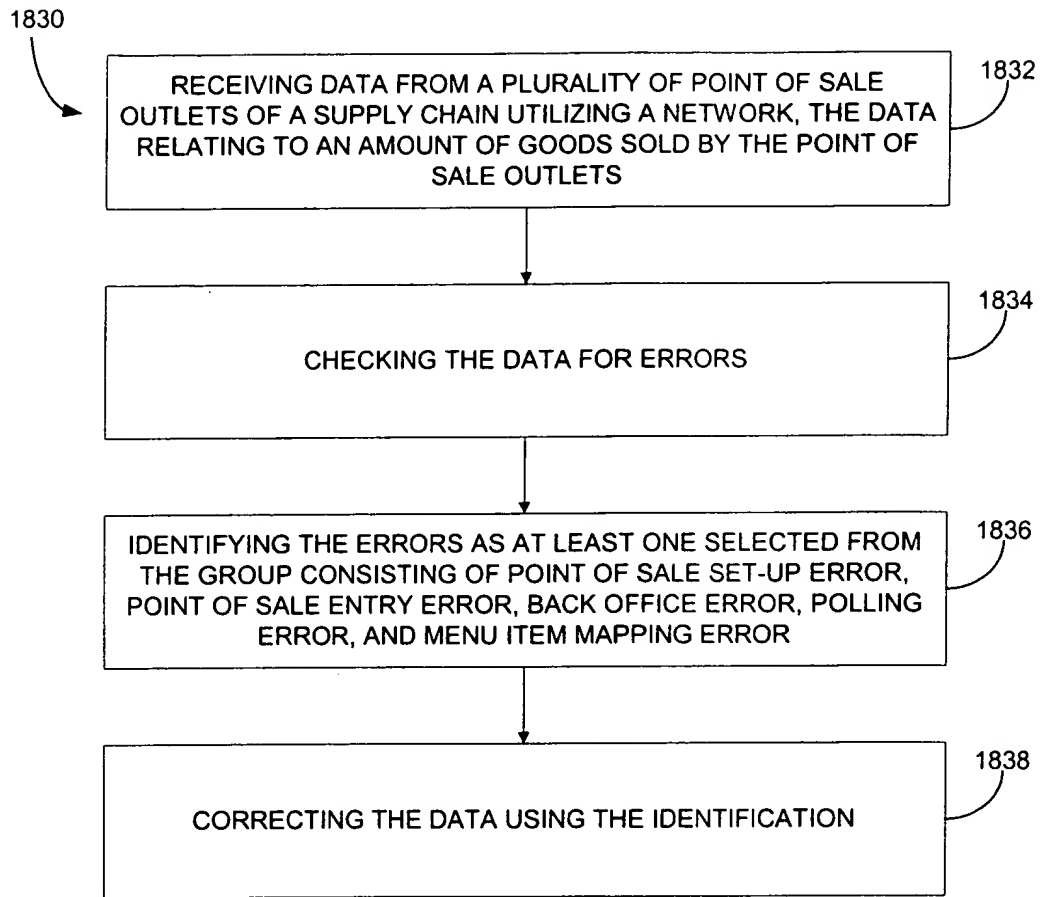 1830
RECEIVING DATA FROM A PLURALITY OF POINT OF SALE
OUTLETS OF A SUPPLY CHAIN UTILIZING A NETWORK, THE DATA
RELATING TO AN AMOUNT OF GOODS SOLD BY THE POINT OF
SALE OUTLETS
1832
CHECKING THE DATA FOR ERRORS
1834
IDENTIFYING THE ERRORS AS AT LEAST ONE SELECTED FROM
THE GROUP CONSISTING OF POINT OF SALE SET-UP ERROR,
POINT OF SALE ENTRY ERROR, BACK OFFICE ERROR, POLLING
ERROR, AND MENU ITEM MAPPING ERROR
1836
CORRECTING THE DATA USING THE IDENTIFICATION
1838